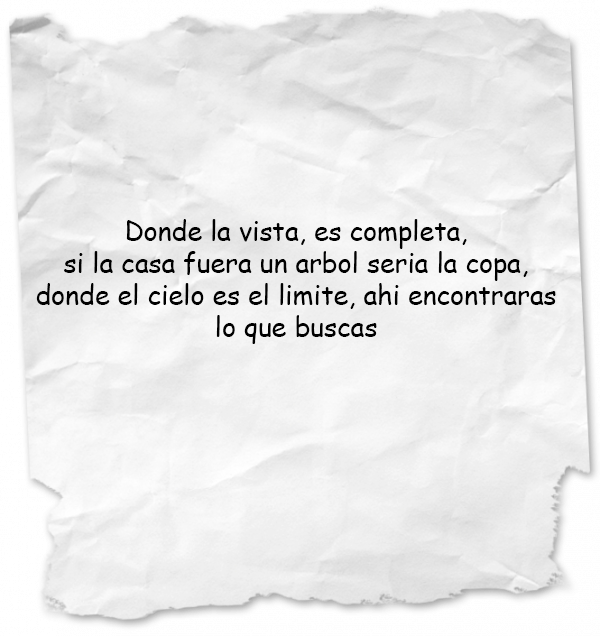 Donde la vista, es completa,
si la casa fuera un arbol seria la copa,
donde el cielo es el limite, ahi encontraras
lo que buscas